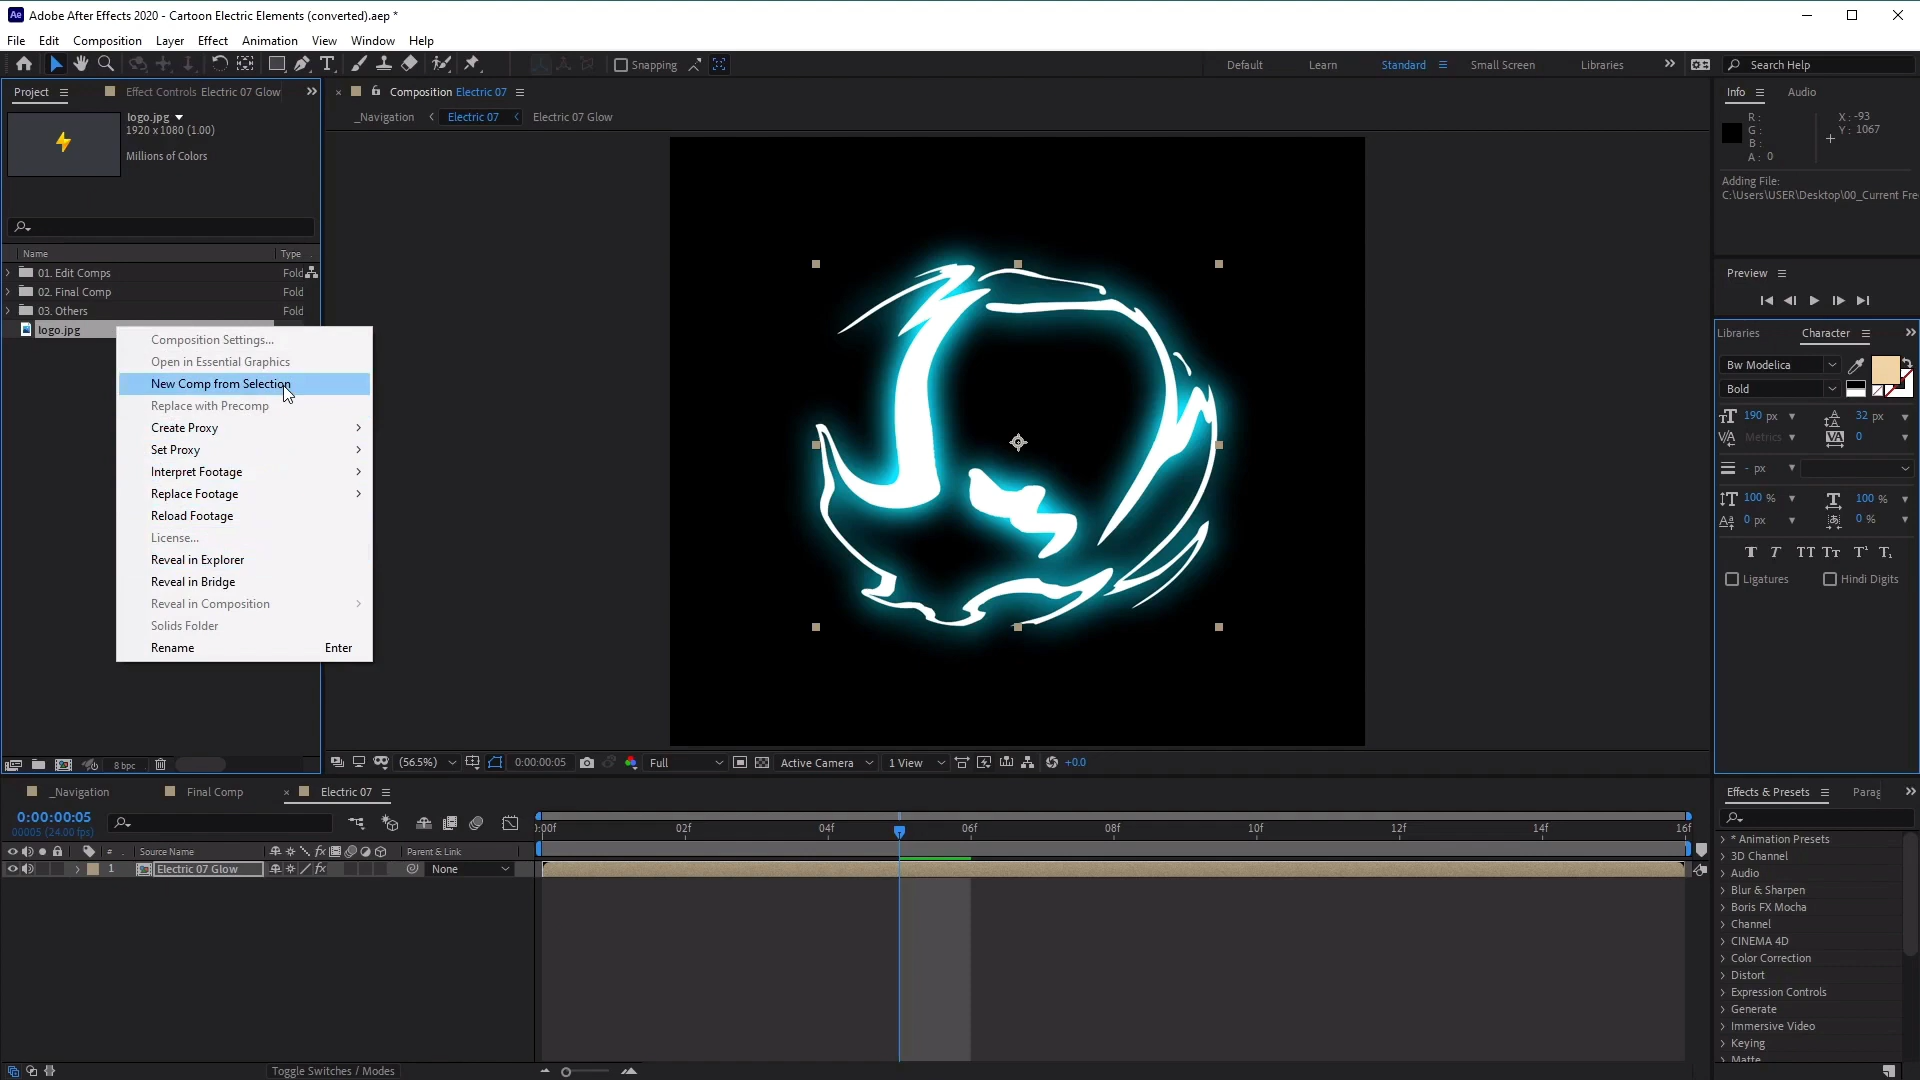 Ae Adobe After Effects 2020 - Cartoon Electric Elements (converted).aep *
File Edit Composition Layer Effect Animation View Window Help
Snapping Default Learn Standard Small Screen Libraries Search Help
Project Effect Controls Electric 07 Glow
logo.jpg
1920 x 1080 (1.00)
Millions of Colors
Name Type
01. Edit Comps Fold
02. Final Comp Fold
03. Others Fold
logo.jpg
Composition Settings...
Open in Essential Graphics
New Comp from Selection
Replace with Precomp
Create Proxy
Set Proxy
Interpret Footage
Replace Footage
Reload Footage
License...
Reveal in Explorer
Reveal in Bridge
Reveal in Composition
Solids Folder
Rename Enter
8 bpc
Composition Electric 07
_Navigation Electric 07 Electric 07 Glow
(56.5%) 0:00:00:05 Full Active Camera 1 View +0.0
Info Audio
R :
G :
B :
A : 0
X : -93
Y : 1067
Adding File:
C:\Users\USER\Desktop\00_Current Fre
Preview
Libraries Character
Bw Modelica
Bold
190 px 32 px
Metrics 0
- px
100 % 100 %
0 px 0 %
Ligatures Hindi Digits
_Navigation Final Comp Electric 07
0:00:00:05
00005 (24.00 fps)
# Source Name Parent & Link
1 Electric 07 Glow None
):00f 02f 04f 06f 08f 10f 12f 14f 16f
Toggle Switches / Modes
Effects & Presets Parag
* Animation Presets
3D Channel
Audio
Blur & Sharpen
Boris FX Mocha
Channel
CINEMA 4D
Color Correction
Distort
Expression Controls
Generate
Immersive Video
Keying
Matte